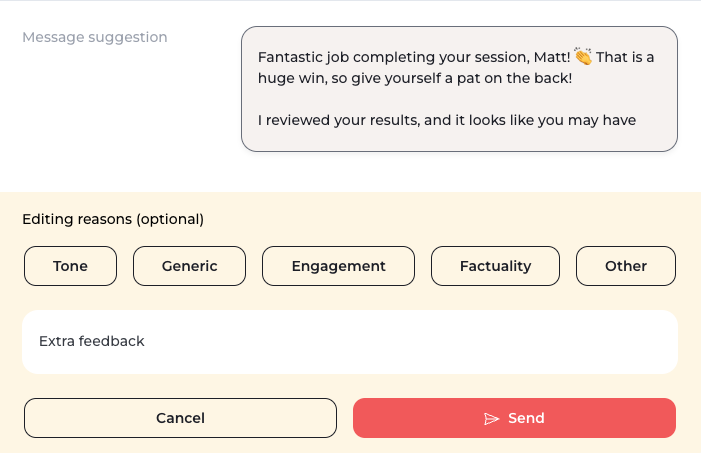 Message suggestion
Fantastic job completing your session, Matt! 👏 That is a
huge win, so give yourself a pat on the back!
I reviewed your results, and it looks like you may have
Editing reasons (optional)
Tone
Generic
Engagement
Factuality
Other
Extra feedback
Cancel
Send